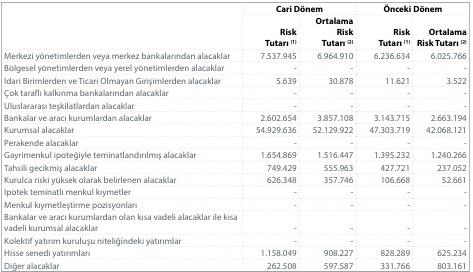 Cari Dönem Önceki Dönem
Risk Tutarı (1) Ortalama Risk Tutarı (2) Risk Tutarı (1) Ortalama Risk Tutarı (2)
Merkezi yönetimlerden veya merkez bankalarından alacaklar 7.537.945 6.964.910 6.236.634 6.025.766
Bölgesel yönetimlerden veya yerel yönetimlerden alacaklar - - - -
İdari Birimlerden ve Ticari Olmayan Girişimlerden alacaklar 5.639 30.878 11.621 3.522
Çok taraflı kalkınma bankalarından alacaklar - - - -
Uluslararası teşkilatlardan alacaklar - - - -
Bankalar ve aracı kurumlardan alacaklar 2.602.654 3.857.108 3.143.715 2.663.194
Kurumsal alacaklar 54.929.636 52.129.922 47.303.719 42.068.121
Perakende alacaklar - - - -
Gayrimenkul ipoteğiyle teminatlandırılmış alacaklar 1.654.869 1.516.447 1.395.232 1.240.266
Tahsili gecikmiş alacaklar 749.429 555.963 427.721 237.052
Kurulca riski yüksek olarak belirlenen alacaklar 626.348 357.746 106.668 52.661
İpotek teminatlı menkul kıymetler - - - -
Menkul kıymetleştirme pozisyonları - - - -
Bankalar ve aracı kurumlardan olan kısa vadeli alacaklar ile kısa
vadeli kurumsal alacaklar - - - -
Kolektif yatırım kuruluşu niteliğindeki yatırımlar - - - -
Hisse senedi yatırımları 1.158.049 908.227 828.289 625.234
Diğer alacaklar 262.508 597.587 331.766 803.161